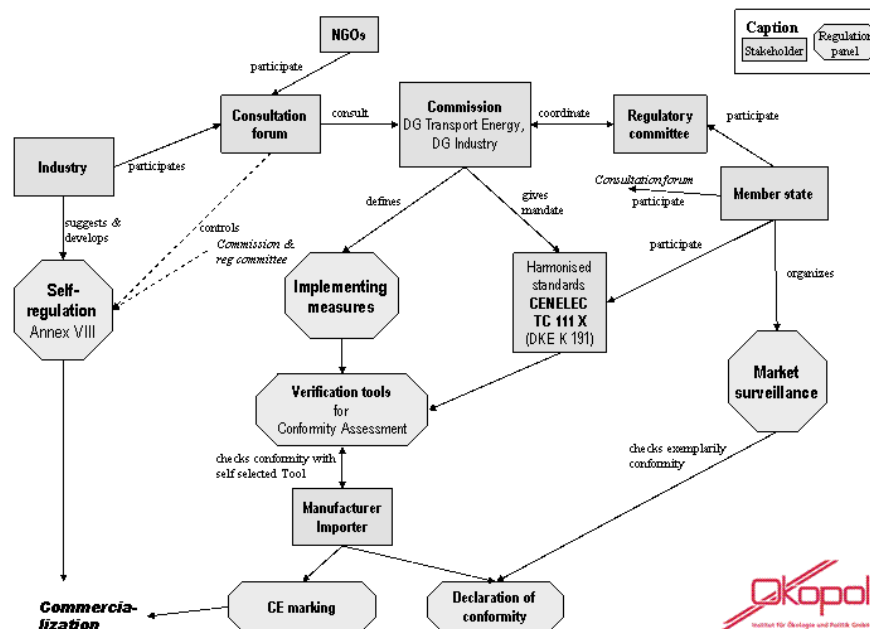 NGOs
Caption
Stakeholder
Regulation
panel
participate
Consultation
forum
consult
Commission
DG Transport Energy,
DG Industry
coordinate
Regulatory
committee
participate
Industry
participates
Consultation forum
participate
Member state
suggests &
develops
controls
Commission &
reg committee
defines
gives
mandate
participate
organizes
Self-
regulation
Annex VIII
Implementing
measures
Harmonised
standards
CENELEC
TC 111 X
(DKE K 191)
Market
surveillance
Verification tools
for
Conformity Assessment
checks conformity with
self selected Tool
checks exemplarily
conformity
Manufacturer
Importer
Commercia-
lization
CE marking
Declaration of
conformity
Ökopol
Institut für Ökologie und Politik GmbH